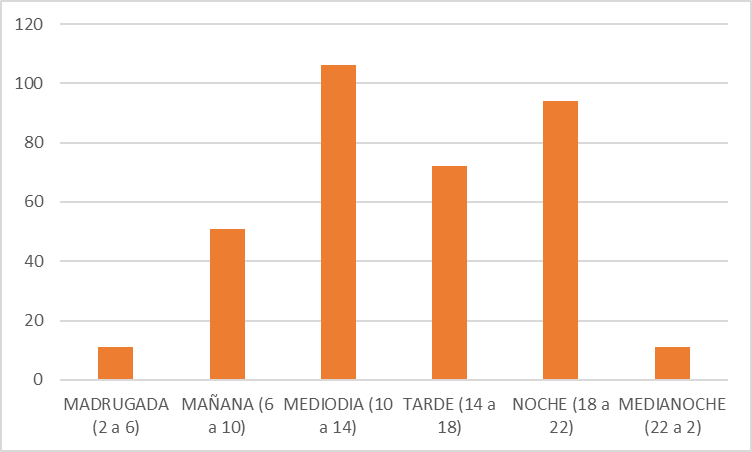 120
100
80
60
40
20
0
MADRUGADA
(2 a 6)
MAÑANA (6
a 10)
MEDIODIA (10
a 14)
TARDE (14 a
18)
NOCHE (18 a
22)
MEDIANOCHE
(22 a 2)